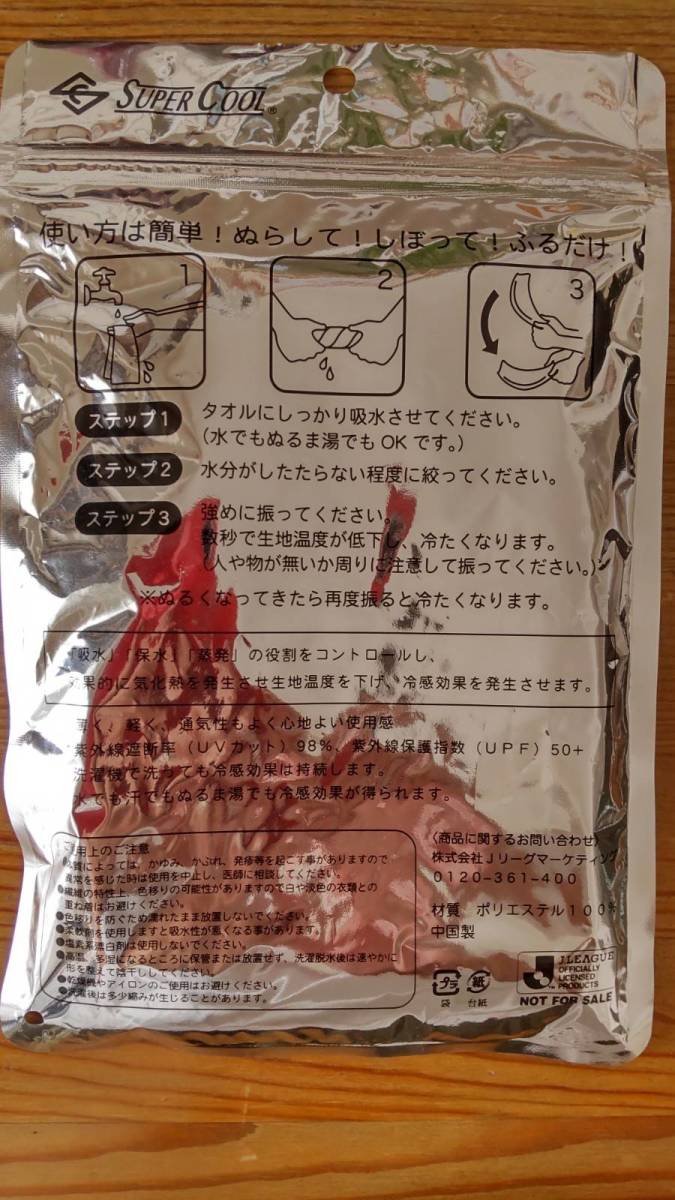 SUPER COOL®
使い方は簡単！ぬらして！しぼって！ふるだけ！
1
2
3
ステップ1 タオルにしっかり吸水させてください。
（水でもぬるま湯でもOKです。）
ステップ2 水分がしたたらない程度に絞ってください。
ステップ3 強めに振ってください。
数秒で生地温度が低下し、冷たくなります。
（人や物が無いか周りに注意して振ってください。）
※ぬるくなってきたら再度振ると冷たくなります。
「吸水」「保水」「蒸発」の役割をコントロールし、
効果的に気化熱を発生させ生地温度を下げ、冷感効果を発生させます。
薄く、軽く、通気性もよく心地よい使用感
紫外線遮断率（UVカット）98%、紫外線保護指数（UPF）50+
洗濯機で洗っても冷感効果は持続します。
水でも汗でもぬるま湯でも冷感効果が得られます。
ご使用上のご注意
●体質によっては、かゆみ、かぶれ、発疹等を起こす事がありますので
異常を感じた時は使用を中止し、医師に相談してください。
●繊維の特性上、色移りの可能性がありますので白や淡色の衣類との
重ね着はお避けください。
●色移りを防ぐため濡れたまま放置しないでください。
●柔軟剤を使用しますと吸水性が悪くなる事があります。
●塩素系漂白剤は使用しないでください。
●高温、多湿になるところに保管または放置せず、洗濯脱水後は速やかに
形を整えて陰干ししてください。
●乾燥機やアイロンのご使用はお避けください。
●洗濯後は多少縮みが生じることがあります。
〈商品に関するお問い合わせ〉
株式会社Jリーグマーケティング
0120-361-400
材質 ポリエステル100%
中国製
プラ
袋
紙
台紙
J.LEAGUE
OFFICIALLY
LICENSED
PRODUCTS
NOT FOR SALE